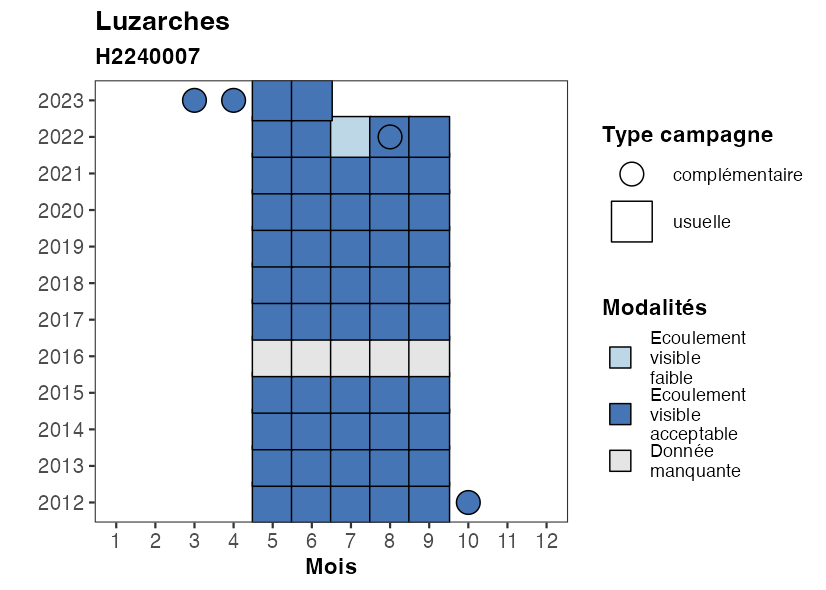 Luzarches
H2240007
2023
2022
2021
2020
2019
2018
2017
2016
2015
2014
2013
2012
1 2 3 4 5 6 7 8 9 10 11 12
Mois
Type campagne
complémentaire
usuelle
Modalités
Ecoulement
visible
faible
Ecoulement
visible
acceptable
Donnée
manquante